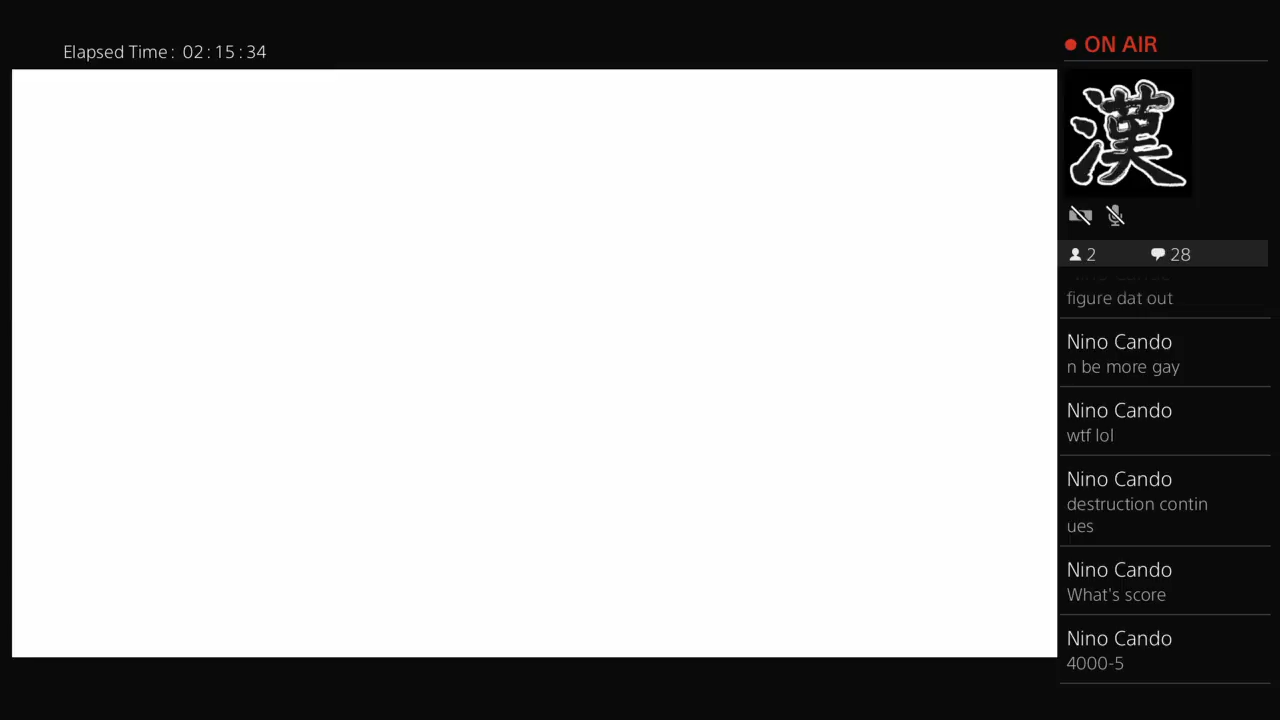 Elapsed Time: 02:15:34
ON AIR
漢
2 28
figure dat out
Nino Cando
n be more gay
Nino Cando
wtf lol
Nino Cando
destruction contin
ues
Nino Cando
What's score
Nino Cando
4000-5